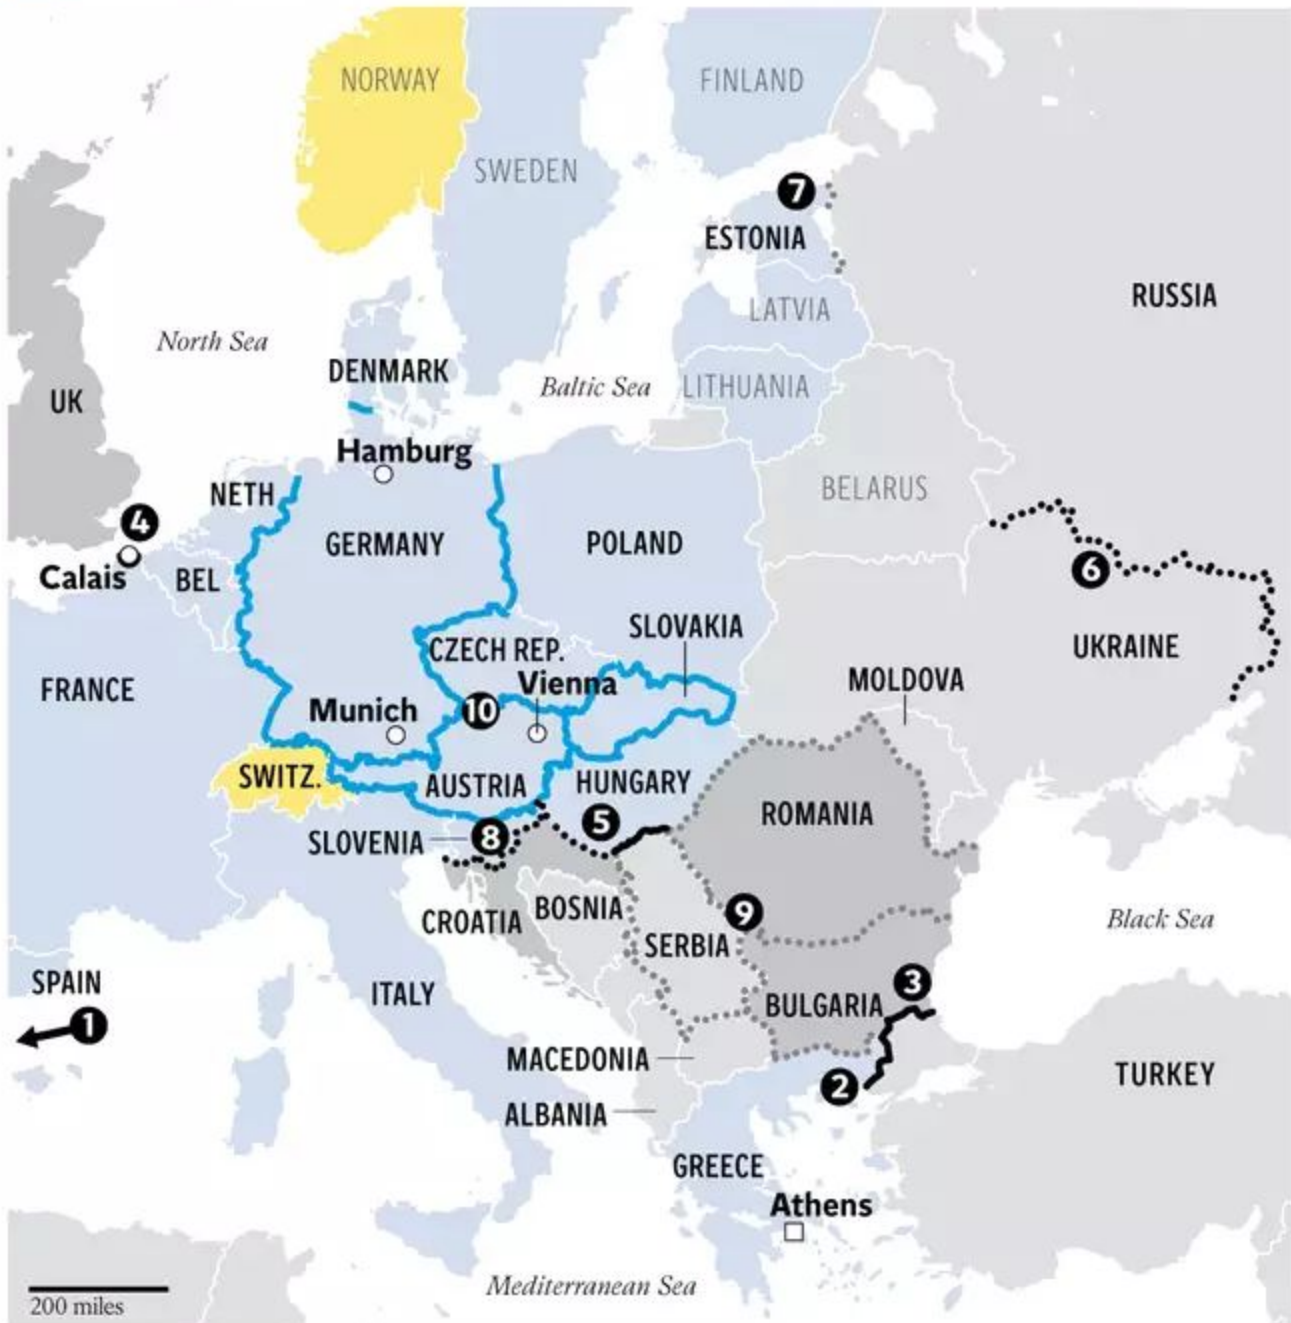 NORWAY
FINLAND
SWEDEN
7
ESTONIA
RUSSIA
LATVIA
North Sea
DENMARK
Baltic Sea
LITHUANIA
UK
Hamburg
NETH
BELARUS
4
GERMANY
POLAND
Calais
BEL
6
SLOVAKIA
CZECH REP.
UKRAINE
FRANCE
Vienna
MOLDOVA
Munich
10
SWITZ.
AUSTRIA
HUNGARY
ROMANIA
5
SLOVENIA
8
CROATIA
BOSNIA
9
Black Sea
SERBIA
SPAIN
ITALY
3
BULGARIA
1
MACEDONIA
TURKEY
2
ALBANIA
GREECE
Athens
Mediterranean Sea
200 miles